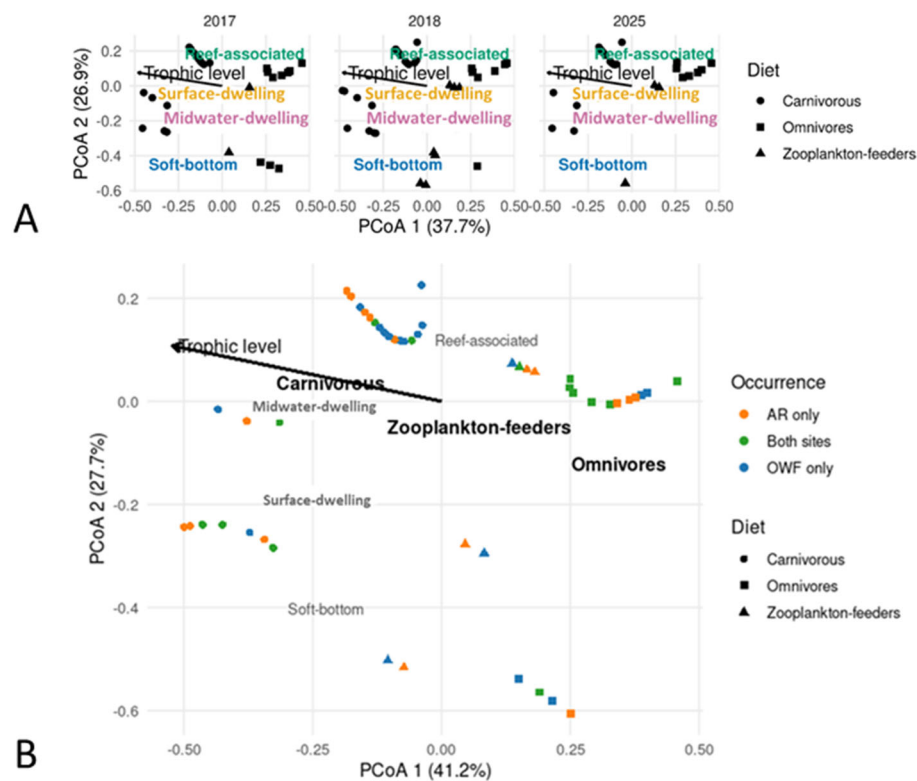 2017 2018 2025
PCoA 2 (26.9%)
0.2
0.0
-0.2
-0.4
-0.6
Reef-associated Reef-associated Reef-associated
Trophic level Trophic level Trophic level
Surface-dwelling Surface-dwelling Surface-dwelling
Midwater-dwelling Midwater-dwelling Midwater-dwelling
Soft-bottom Soft-bottom Soft-bottom
-0.50 -0.25 0.00 0.25 0.50 -0.25 0.00 0.25 0.50 -0.25 0.00 0.25 0.50
PCoA 1 (37.7%)
Diet
Carnivorous
Omnivores
Zooplankton-feeders
A
PCoA 2 (27.7%)
0.2
0.0
-0.2
-0.4
-0.6
Reef-associated
Trophic level
Carnivorous
Midwater-dwelling
Zooplankton-feeders
Omnivores
Surface-dwelling
Soft-bottom
-0.50 -0.25 0.00 0.25 0.50
PCoA 1 (41.2%)
Occurrence
AR only
Both sites
OWF only
Diet
Carnivorous
Omnivores
Zooplankton-feeders
B